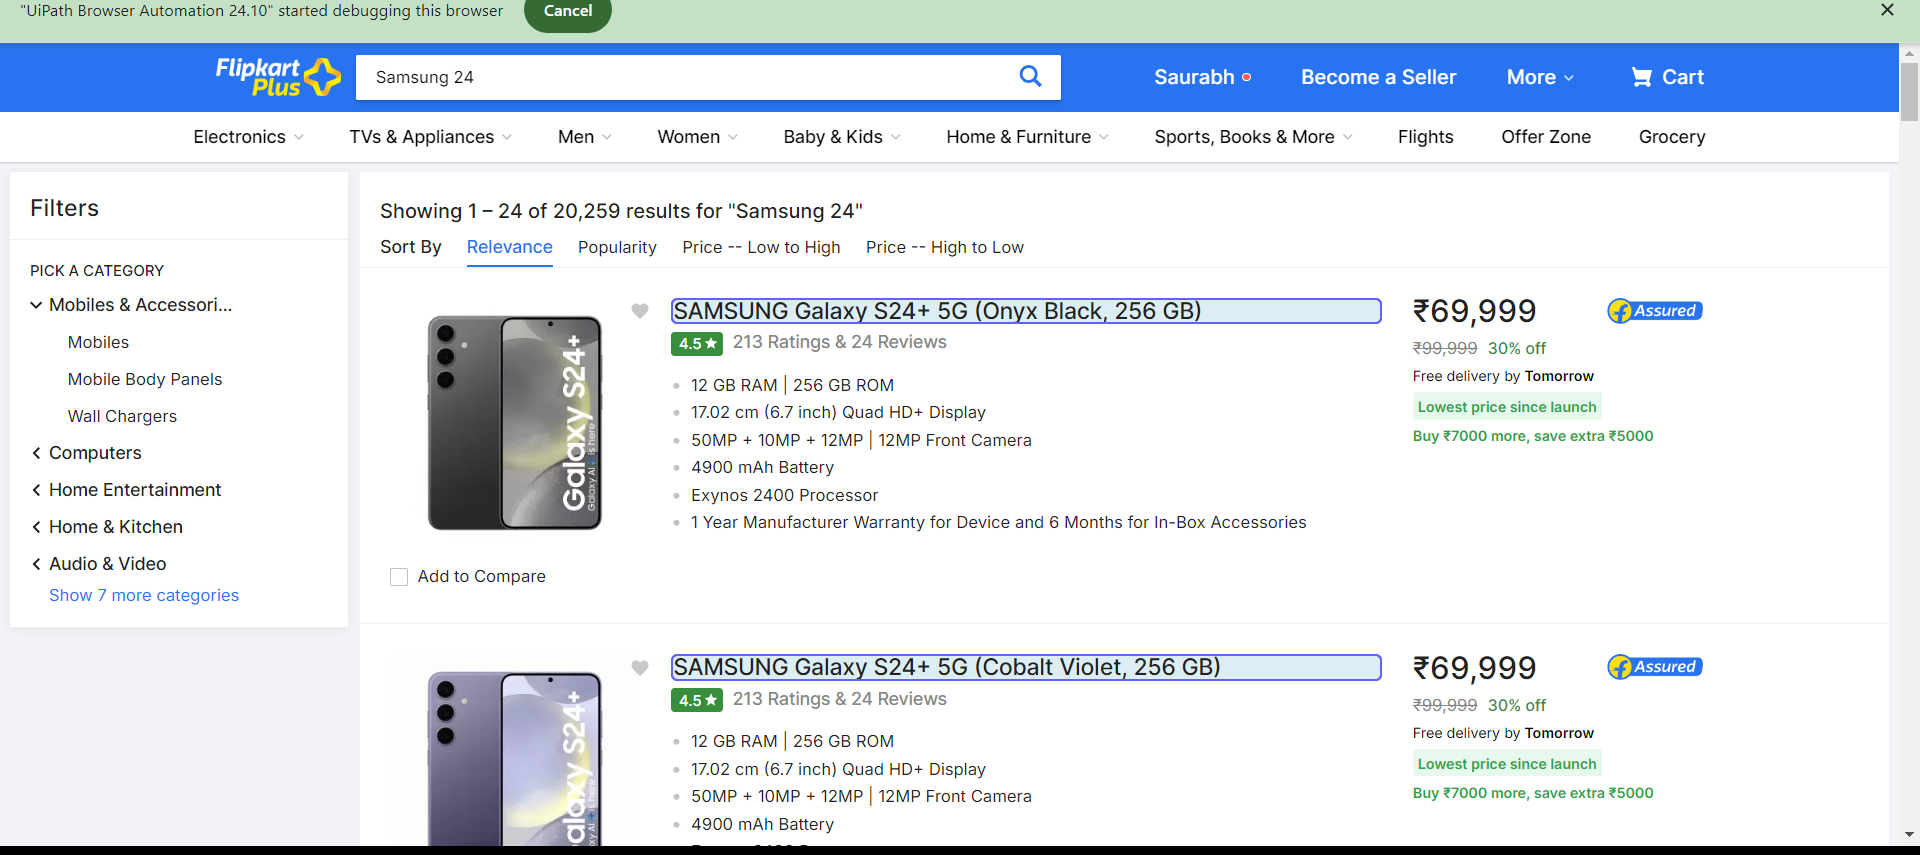 "UiPath Browser Automation 24.10" started debugging this browser
Cancel
Flipkart
Plus
Samsung 24
Saurabh
Become a Seller
More
Cart
Electronics
TVs & Appliances
Men
Women
Baby & Kids
Home & Furniture
Sports, Books & More
Flights
Offer Zone
Grocery
Filters
PICK A CATEGORY
Mobiles & Accessori...
Mobiles
Mobile Body Panels
Wall Chargers
Computers
Home Entertainment
Home & Kitchen
Audio & Video
Show 7 more categories
Showing 1 – 24 of 20,259 results for "Samsung 24"
Sort By
Relevance
Popularity
Price -- Low to High
Price -- High to Low
Galaxy S24+
Galaxy AI is here
Add to Compare
SAMSUNG Galaxy S24+ 5G (Onyx Black, 256 GB)
4.5★
213 Ratings & 24 Reviews
12 GB RAM | 256 GB ROM
17.02 cm (6.7 inch) Quad HD+ Display
50MP + 10MP + 12MP | 12MP Front Camera
4900 mAh Battery
Exynos 2400 Processor
1 Year Manufacturer Warranty for Device and 6 Months for In-Box Accessories
₹69,999
Assured
₹99,999 30% off
Free delivery by Tomorrow
Lowest price since launch
Buy ₹7000 more, save extra ₹5000
SAMSUNG Galaxy S24+ 5G (Cobalt Violet, 256 GB)
4.5★
213 Ratings & 24 Reviews
12 GB RAM | 256 GB ROM
17.02 cm (6.7 inch) Quad HD+ Display
50MP + 10MP + 12MP | 12MP Front Camera
4900 mAh Battery
₹69,999
Assured
₹99,999 30% off
Free delivery by Tomorrow
Lowest price since launch
Buy ₹7000 more, save extra ₹5000